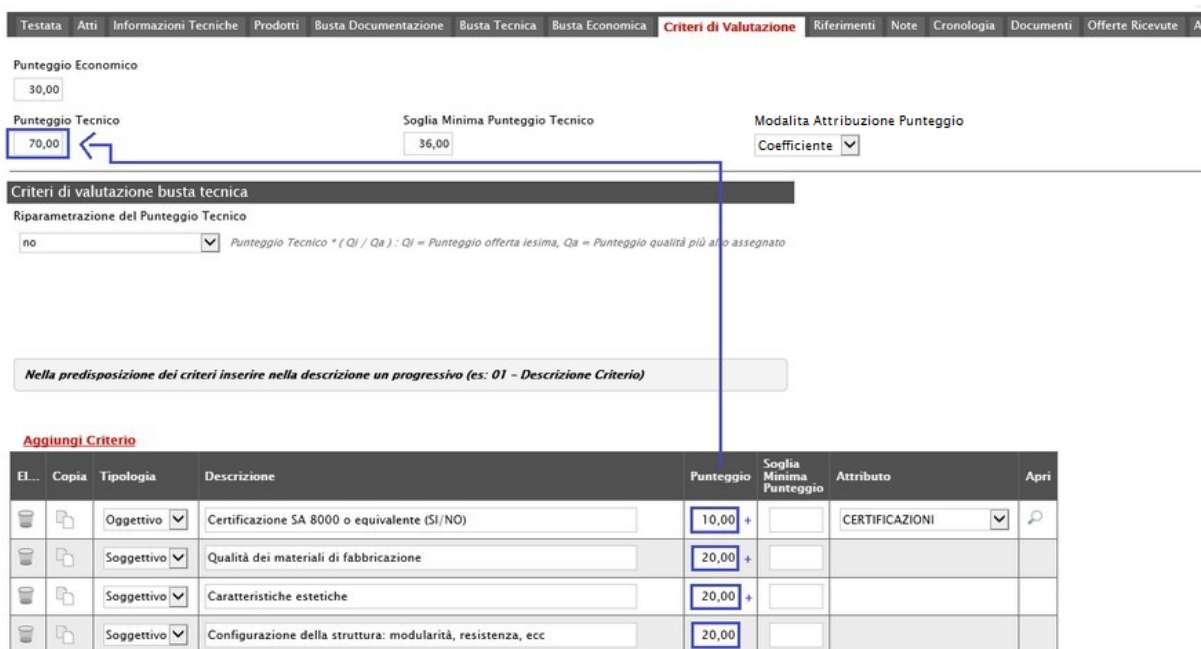 Testata Atti Informazioni Tecniche Prodotti Busta Documentazione Busta Tecnica Busta Economica Criteri di Valutazione Riferimenti Note Cronologia Documenti Offerte Ricevute A
Punteggio Economico
30,00
Punteggio Tecnico Soglia Minima Punteggio Tecnico Modalita Attribuzione Punteggio
70,00 36,00 Coefficiente
Criteri di valutazione busta tecnica
Riparametrazione del Punteggio Tecnico
no Punteggio Tecnico * ( Qi / Qa ) : Qi = Punteggio offerta iesima, Qa = Punteggio qualità più alto assegnato
Nella predisposizione dei criteri inserire nella descrizione un progressivo (es: 01 – Descrizione Criterio)
Aggiungi Criterio
El... Copia Tipologia Descrizione Punteggio Soglia Minima Punteggio Attributo Apri
Oggettivo Certificazione SA 8000 o equivalente (SI/NO) 10,00 + CERTIFICAZIONI
Soggettivo Qualità dei materiali di fabbricazione 20,00 +
Soggettivo Caratteristiche estetiche 20,00 +
Soggettivo Configurazione della struttura: modularità, resistenza, ecc 20,00